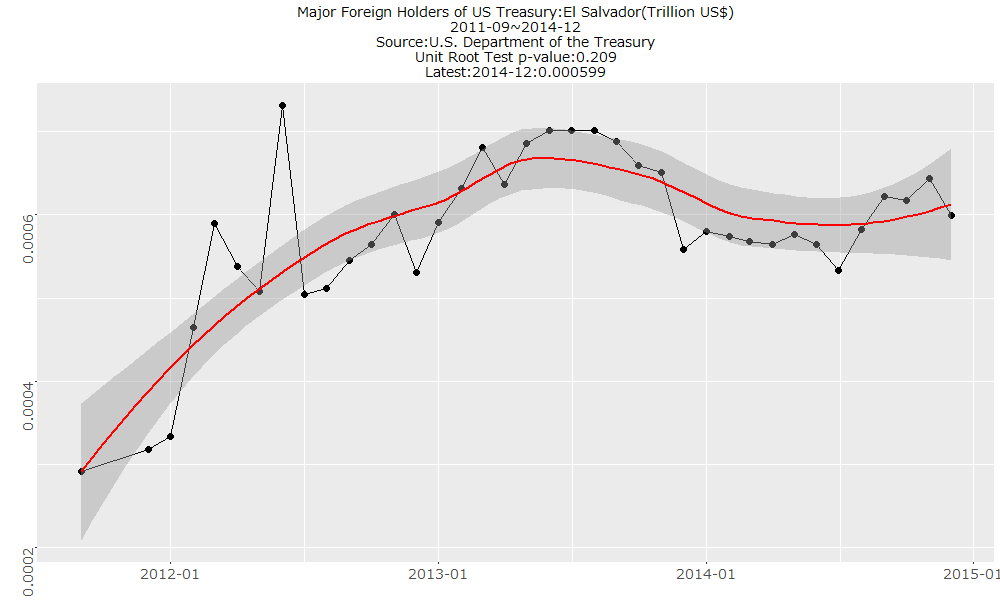 Major Foreign Holders of US Treasury:El Salvador(Trillion US$)
2011-09~2014-12
Source:U.S. Department of the Treasury
Unit Root Test p-value:0.209
Latest:2014-12:0.000599
0.0006
0.0004
0.0002
2012-01
2013-01
2014-01
2015-01